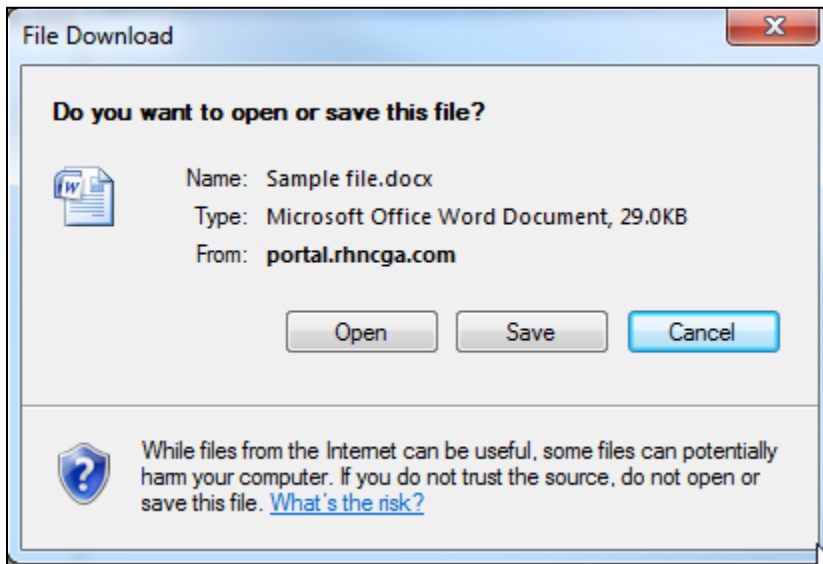 File Download
Do you want to open or save this file?
Name: Sample file.docx
Type: Microsoft Office Word Document, 29.0KB
From: portal.rhncga.com
Open Save Cancel
While files from the Internet can be useful, some files can potentially
harm your computer. If you do not trust the source, do not open or
save this file. What's the risk?